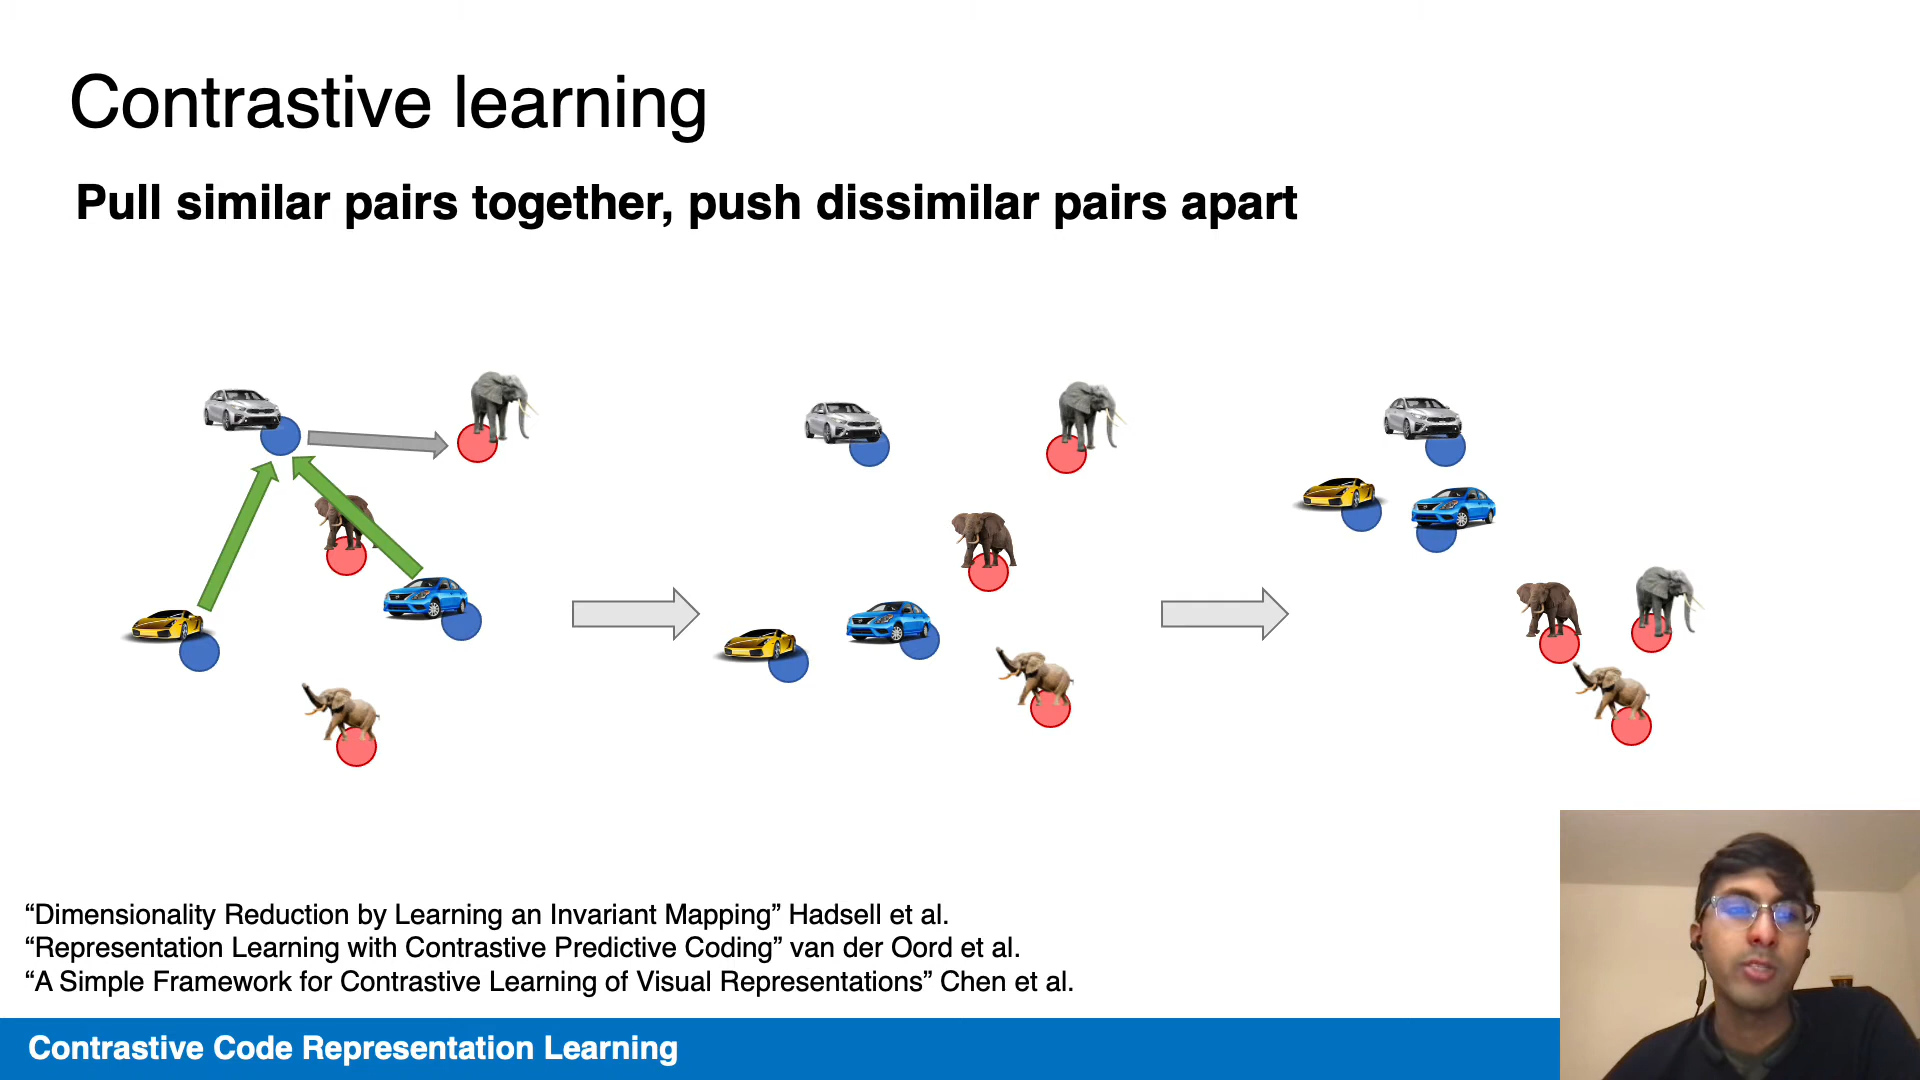 Contrastive learning
Pull similar pairs together, push dissimilar pairs apart
“Dimensionality Reduction by Learning an Invariant Mapping” Hadsell et al.
“Representation Learning with Contrastive Predictive Coding” van der Oord et al.
“A Simple Framework for Contrastive Learning of Visual Representations” Chen et al.
Contrastive Code Representation Learning